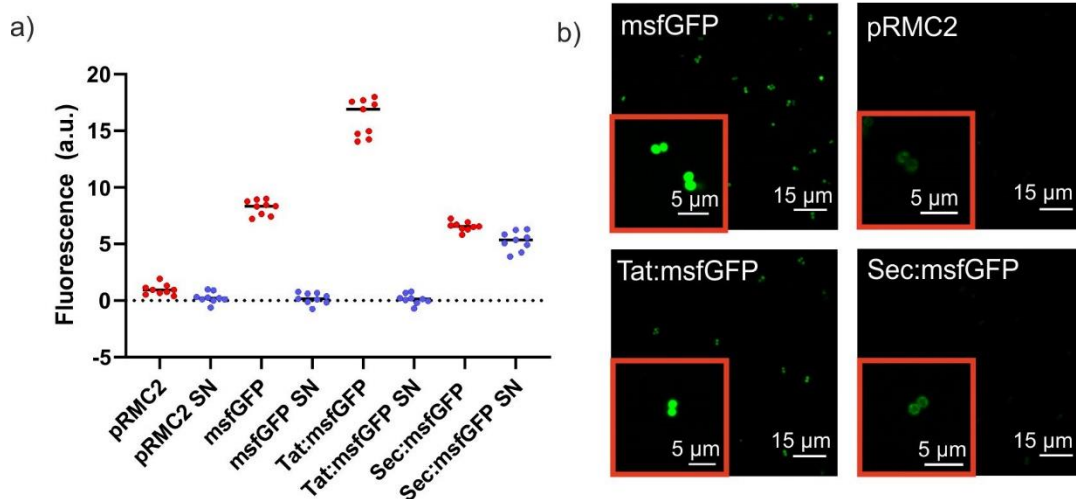 a)
Fluorescence (a.u.)
20
15
10
5
0
-5
pRMC2
pRMC2 SN
msfGFP
msfGFP SN
Tat:msfGFP
Tat:msfGFP SN
Sec:msfGFP
Sec:msfGFP SN
b)
msfGFP
5 µm
15 µm
pRMC2
5 µm
15 µm
Tat:msfGFP
5 µm
15 µm
Sec:msfGFP
5 µm
15 µm